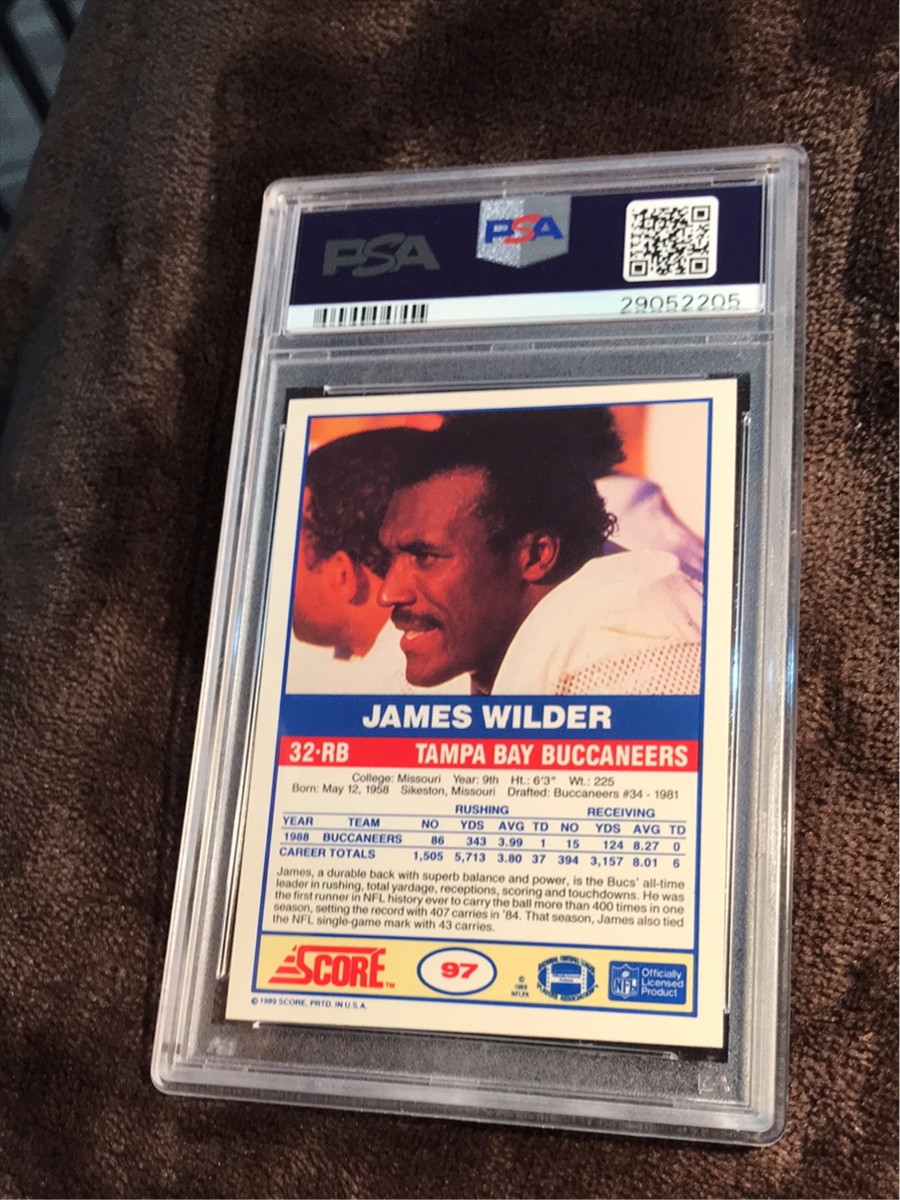 PSA PSA
29052205
JAMES WILDER
32·RB TAMPA BAY BUCCANEERS
College: Missouri Year: 9th Ht.: 6'3" Wt.: 225
Born: May 12, 1958 Sikeston, Missouri Drafted: Buccaneers #34 - 1981
RUSHING RECEIVING
YEAR TEAM NO YDS AVG TD NO YDS AVG TD
1988 BUCCANEERS 86 343 3.99 1 15 124 8.27 0
CAREER TOTALS 1,505 5,713 3.80 37 394 3,157 8.01 6
James, a durable back with superb balance and power, is the Bucs' all-time
leader in rushing, total yardage, receptions, scoring and touchdowns. He was
the first runner in NFL history ever to carry the ball more than 400 times in one
season, setting the record with 407 carries in '84. That season, James also tied
the NFL single-game mark with 43 carries.
SCORE™ 97
©
1989
NFLPA
NFL
Officially
Licensed
Product
© 1989 SCORE, PRTD. IN U.S.A.